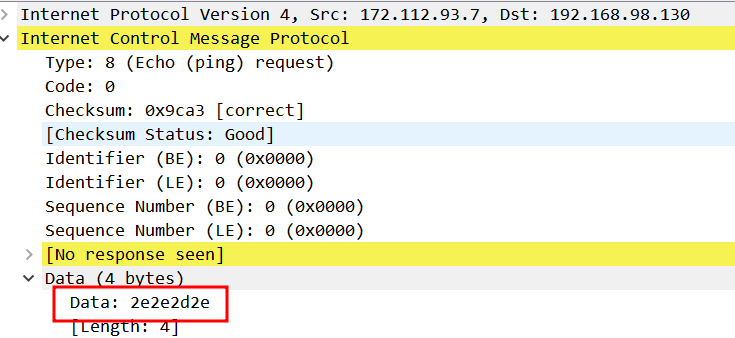 Internet Protocol Version 4, Src: 172.112.93.7, Dst: 192.168.98.130
Internet Control Message Protocol
Type: 8 (Echo (ping) request)
Code: 0
Checksum: 0x9ca3 [correct]
[Checksum Status: Good]
Identifier (BE): 0 (0x0000)
Identifier (LE): 0 (0x0000)
Sequence Number (BE): 0 (0x0000)
Sequence Number (LE): 0 (0x0000)
[No response seen]
Data (4 bytes)
Data: 2e2e2d2e
[Length: 4]